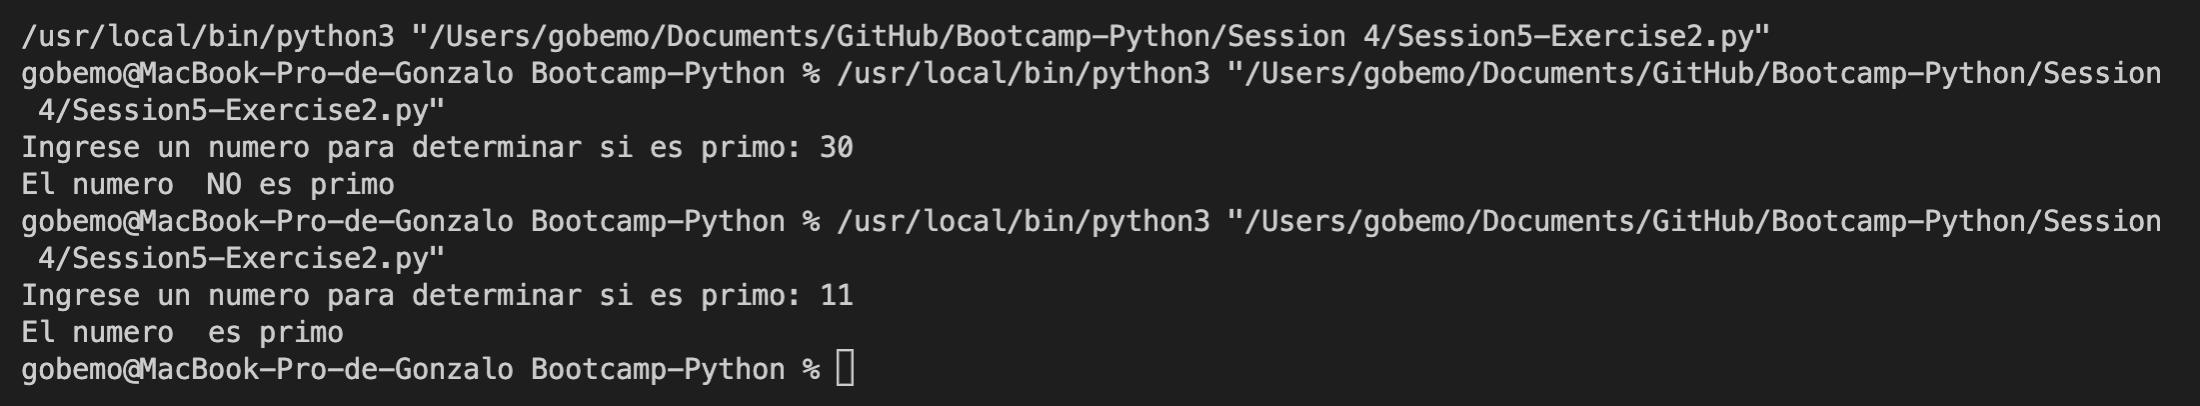 /usr/local/bin/python3 "/Users/gobemo/Documents/GitHub/Bootcamp-Python/Session 4/Session5-Exercise2.py"
gobemo@MacBook-Pro-de-Gonzalo Bootcamp-Python % /usr/local/bin/python3 "/Users/gobemo/Documents/GitHub/Bootcamp-Python/Session
 4/Session5-Exercise2.py"
Ingrese un numero para determinar si es primo: 30
El numero  NO es primo
gobemo@MacBook-Pro-de-Gonzalo Bootcamp-Python % /usr/local/bin/python3 "/Users/gobemo/Documents/GitHub/Bootcamp-Python/Session
 4/Session5-Exercise2.py"
Ingrese un numero para determinar si es primo: 11
El numero  es primo
gobemo@MacBook-Pro-de-Gonzalo Bootcamp-Python %